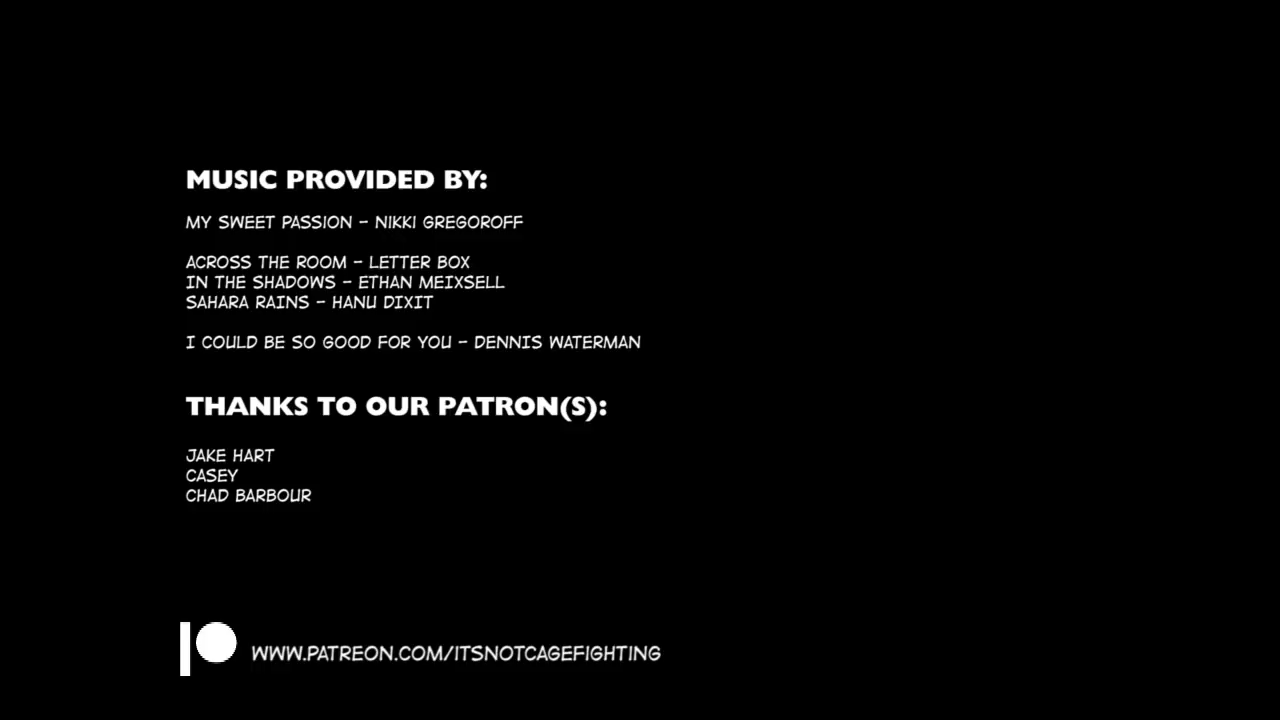 MUSIC PROVIDED BY:
MY SWEET PASSION - NIKKI GREGOROFF
ACROSS THE ROOM - LETTER BOX
IN THE SHADOWS - ETHAN MEIXSELL
SAHARA RAINS - HANU DIXIT
I COULD BE SO GOOD FOR YOU - DENNIS WATERMAN
THANKS TO OUR PATRON(S):
JAKE HART
CASEY
CHAD BARBOUR
WWW.PATREON.COM/ITSNOTCAGEFIGHTING